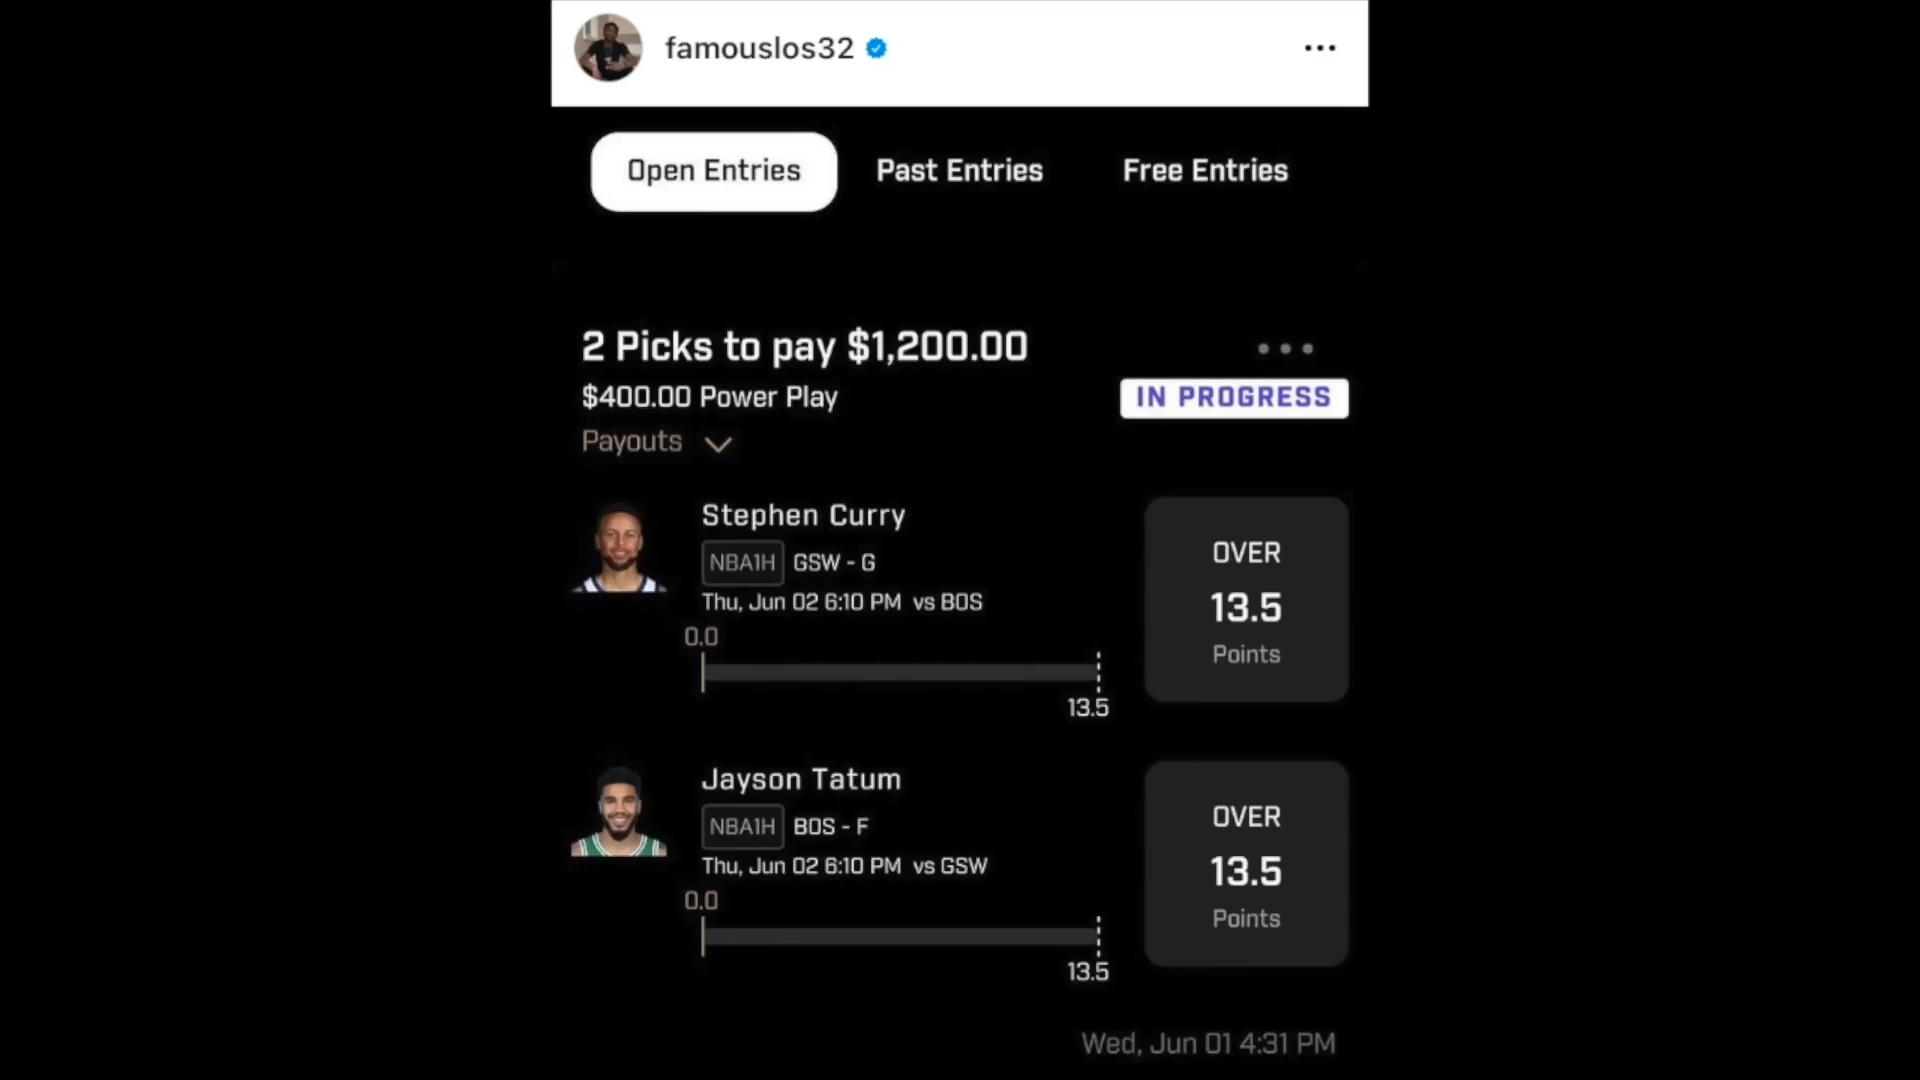 famouslos32
Open Entries Past Entries Free Entries
2 Picks to pay $1,200.00
$400.00 Power Play
IN PROGRESS
Payouts
Stephen Curry
NBA1H GSW - G
Thu, Jun 02 6:10 PM vs BOS
0.0
13.5
OVER
13.5
Points
Jayson Tatum
NBA1H BOS - F
Thu, Jun 02 6:10 PM vs GSW
0.0
13.5
OVER
13.5
Points
Wed, Jun 01 4:31 PM